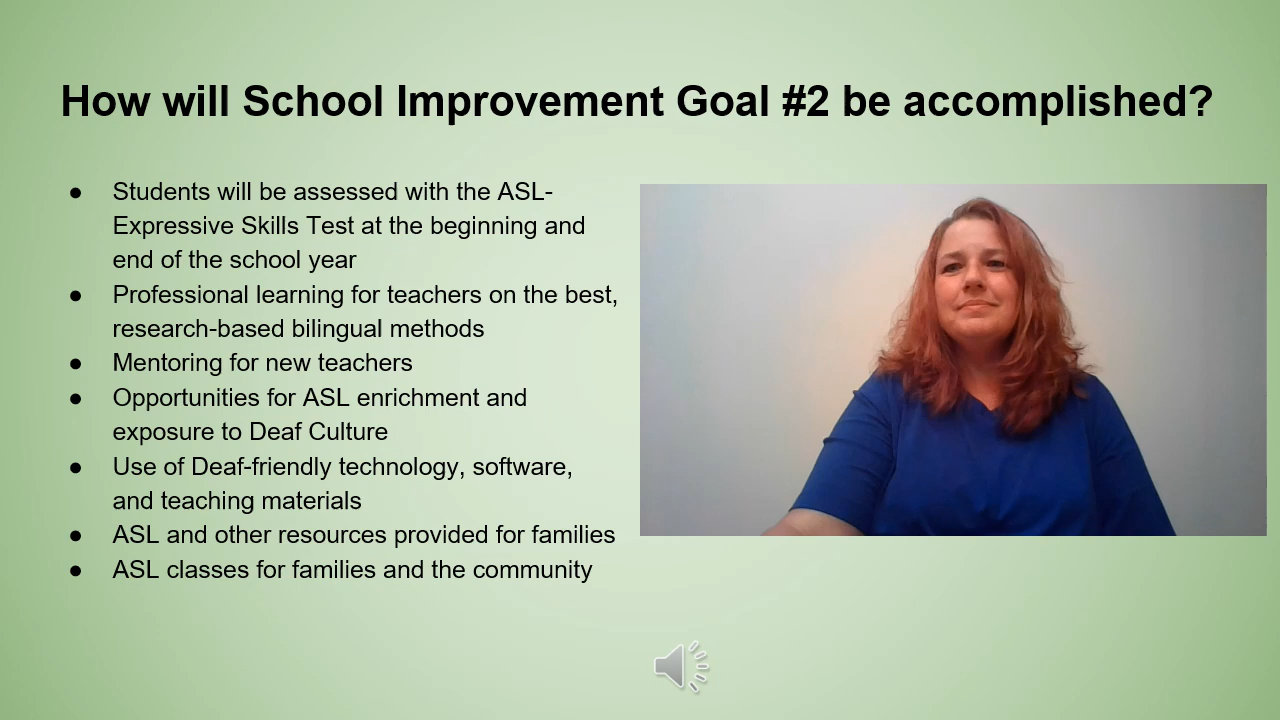 How will School Improvement Goal #2 be accomplished?
● Students will be assessed with the ASL-
Expressive Skills Test at the beginning and
end of the school year
● Professional learning for teachers on the best,
research-based bilingual methods
● Mentoring for new teachers
● Opportunities for ASL enrichment and
exposure to Deaf Culture
● Use of Deaf-friendly technology, software,
and teaching materials
● ASL and other resources provided for families
● ASL classes for families and the community